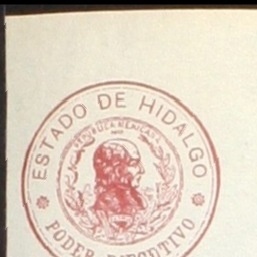 ESTADO DE HIDALGO
REPUBLICA MEXICANA
PODER EJECUTIVO